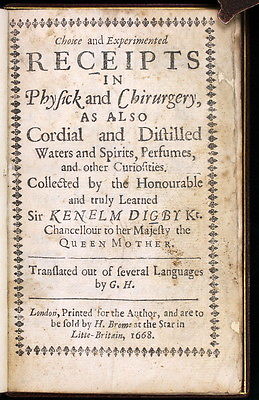 Choice and Experimented
RECEIPTS
IN
Phyſick and Chirurgery,
AS ALSO
Cordial and Diſtilled
Waters and Spirits, Perfumes,
and other Curioſities.
Collected by the Honourable
and truly Learned
Sir KENELM DIGBY Kt.
Chancellour to her Majeſty the
QUEEN MOTHER.
Tranſlated out of ſeveral Languages
by G. H.
London, Printed for the Author, and are to
be ſold by H. Brome at the Star in
Litle-Britain, 1668.